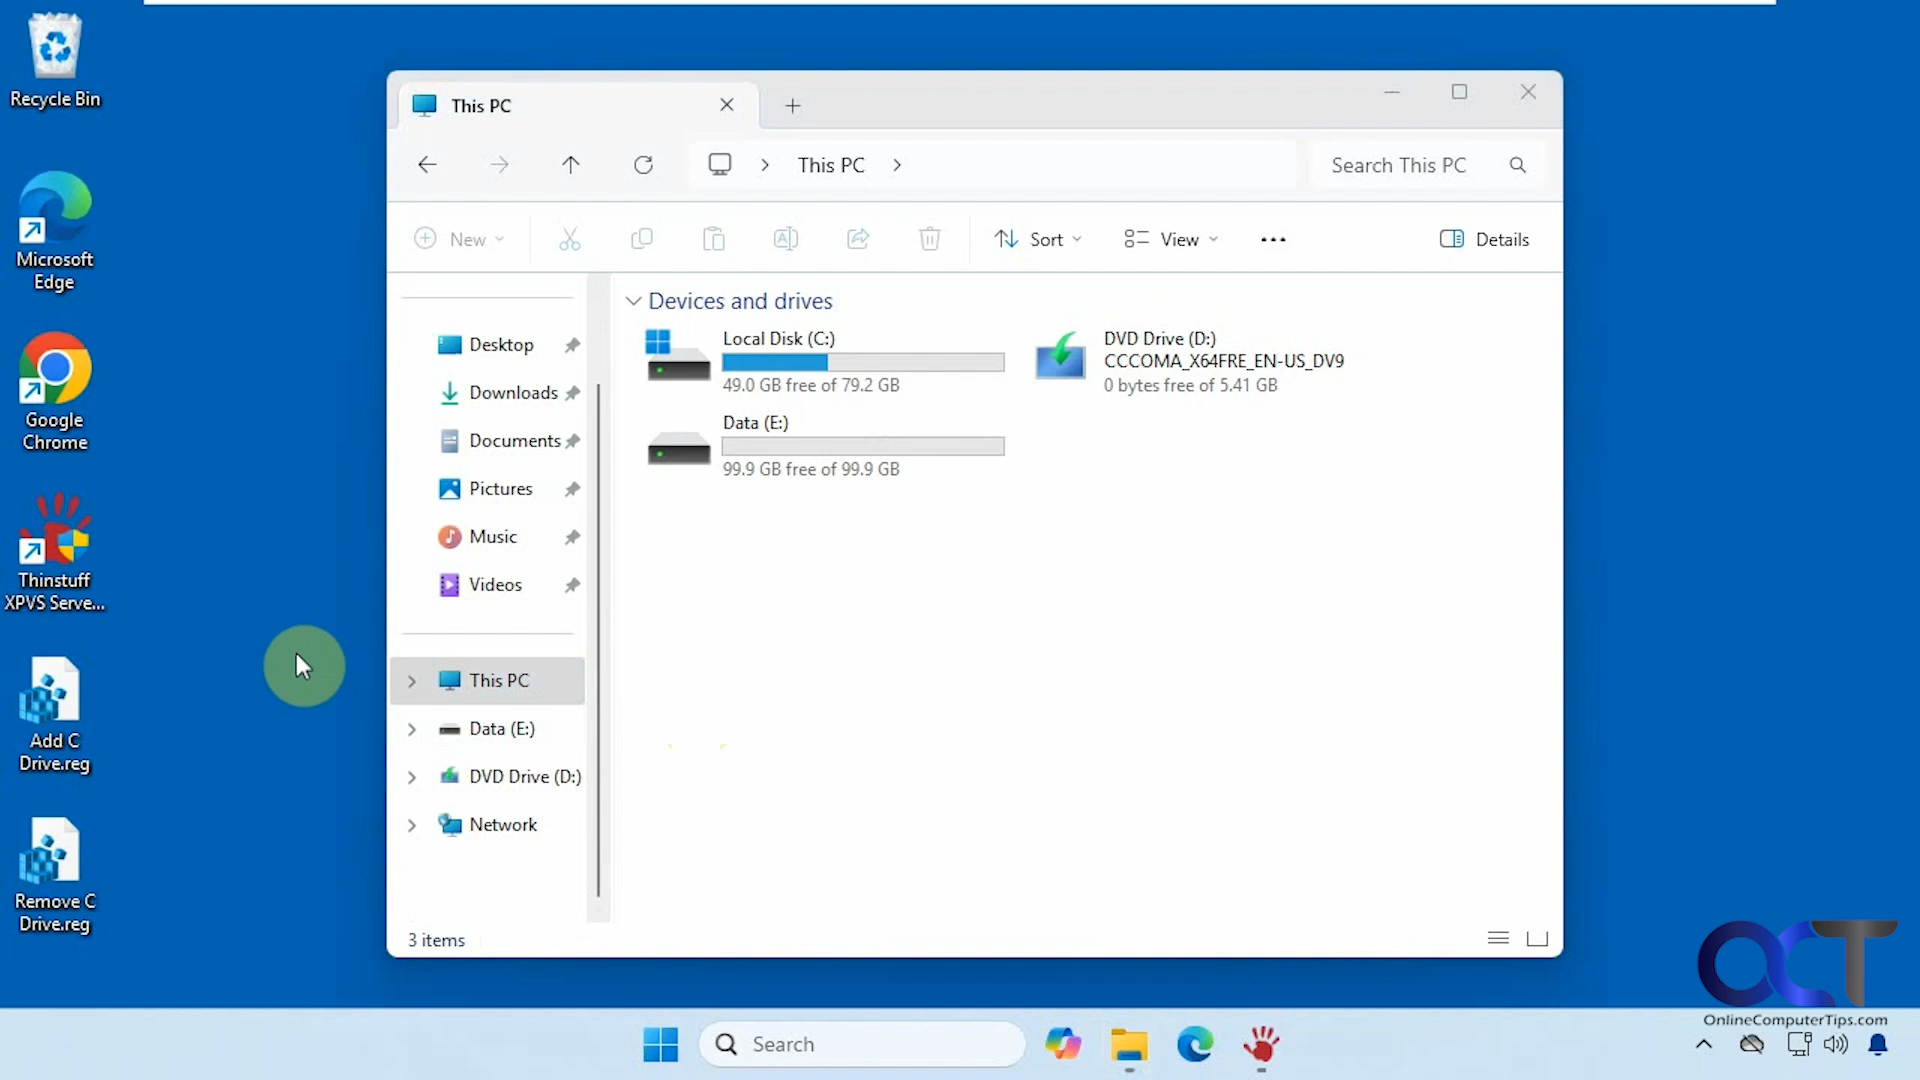 Recycle Bin
Microsoft
Edge
Google
Chrome
Thinstuff
XPVS Serve...
Add C
Drive.reg
Remove C
Drive.reg
This PC
This PC
Search This PC
New
Sort
View
Details
Desktop
Downloads
Documents
Pictures
Music
Videos
This PC
Data (E:)
DVD Drive (D:)
Network
Devices and drives
Local Disk (C:)
49.0 GB free of 79.2 GB
DVD Drive (D:)
CCCOMA_X64FRE_EN-US_DV9
0 bytes free of 5.41 GB
Data (E:)
99.9 GB free of 99.9 GB
3 items
OCT
OnlineComputerTips.com
Search